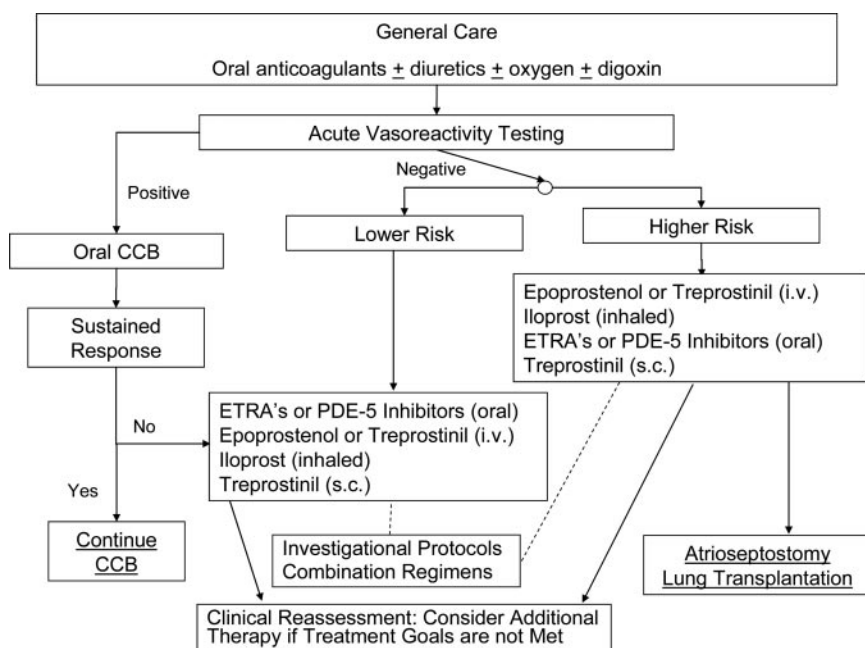 General Care
Oral anticoagulants ± diuretics ± oxygen ± digoxin
Acute Vasoreactivity Testing
Negative
Positive
Lower Risk
Higher Risk
Oral CCB
Epoprostenol or Treprostinil (i.v.)
Iloprost (inhaled)
ETRA's or PDE-5 Inhibitors (oral)
Treprostinil (s.c.)
Sustained
Response
No
ETRA's or PDE-5 Inhibitors (oral)
Epoprostenol or Treprostinil (i.v.)
Iloprost (inhaled)
Treprostinil (s.c.)
Yes
Continue
CCB
Investigational Protocols
Combination Regimens
Atrioseptostomy
Lung Transplantation
Clinical Reassessment: Consider Additional
Therapy if Treatment Goals are not Met